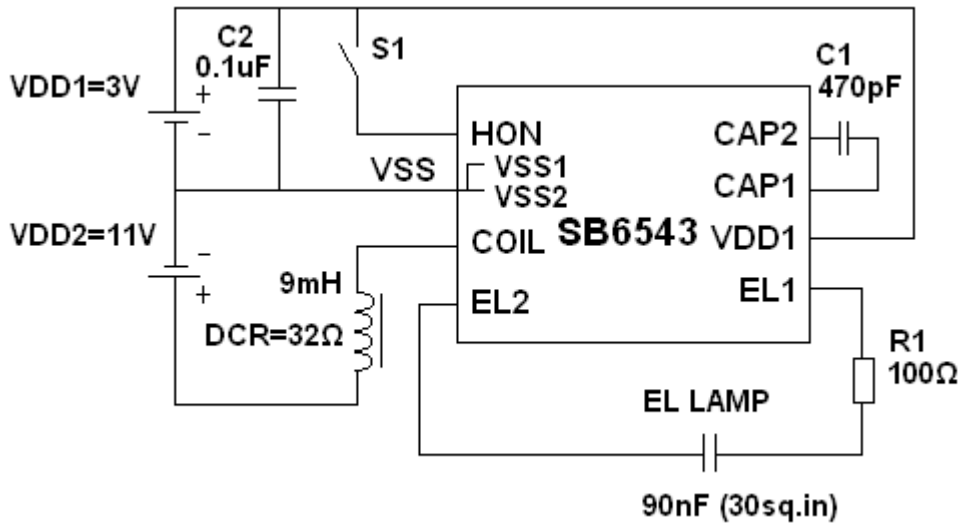 C2
0.1uF
S1
C1
470pF
VDD1=3V
+
−
HON
CAP2
VSS
VSS1
VSS2
CAP1
VDD2=11V
SB6543
COIL
VDD1
−
+
9mH
EL2
EL1
DCR=32Ω
R1
100Ω
EL LAMP
90nF (30sq.in)